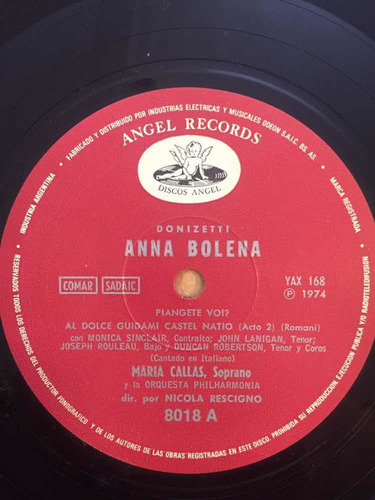 FABRICADO Y DISTRIBUIDO POR INDUSTRIAS ELECTRICAS Y MUSICALES ODEON S.A.I.C. BS. AS.
INDUSTRIA ARGENTINA
MARCA REGISTRADA
ANGEL RECORDS
DISCOS ANGEL
DONIZETTI
ANNA BOLENA
COMAR SADAIC
YAX 168
Ⓟ 1974
PIANGETE VOI?
AL DOLCE GUIDAMI CASTEL NATIO (Acto 2) (Romani)
con MONICA SINCLAIR, Contralto; JOHN LANIGAN, Tenor;
JOSEPH ROULEAU, Bajo y DUNCAN ROBERTSON, Tenor y Coros
(Cantado en Italiano)
MARIA CALLAS, Soprano
y la ORQUESTA PHILHARMONIA
dir. por NICOLA RESCIGNO
8018 A
RESERVADOS TODOS LOS DERECHOS DEL PRODUCTOR FONOGRAFICO Y DE LOS AUTORES DE LAS OBRAS REGISTRADAS EN ESTE DISCO. PROHIBIDA SU REPRODUCCION, EJECUCION PUBLICA Y/O RADIOTELEDIFUSION